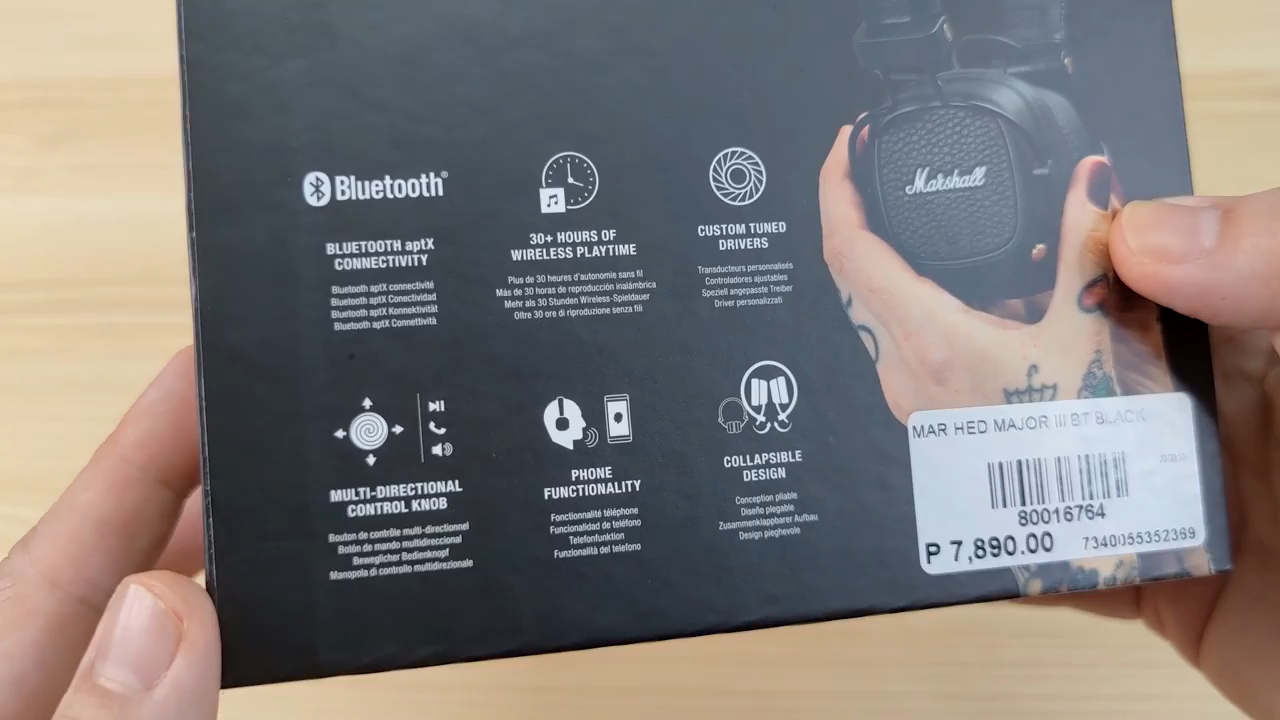 Bluetooth®
BLUETOOTH aptX
CONNECTIVITY
Bluetooth aptX connectivité
Bluetooth aptX Conectividad
Bluetooth aptX Konnektivität
Bluetooth aptX Connettività
30+ HOURS OF
WIRELESS PLAYTIME
Plus de 30 heures d'autonomie sans fil
Más de 30 horas de reproducción inalámbrica
Mehr als 30 Stunden Wireless-Spieldauer
Oltre 30 ore di riproduzione senza fili
CUSTOM TUNED
DRIVERS
Transducteurs personnalisés
Controladores ajustables
Speziell angepasste Treiber
Driver personalizzati
Marshall
MULTI-DIRECTIONAL
CONTROL KNOB
Bouton de contrôle multi-directionnel
Botón de mando multidireccional
Beweglicher Bedienknopf
Manopola di controllo multidirezionale
PHONE
FUNCTIONALITY
Fonctionnalité téléphone
Funcionalidad de teléfono
Telefonfunktion
Funzionalità del telefono
COLLAPSIBLE
DESIGN
Conception pliable
Diseño plegable
Zusammenklappbarer Aufbau
Design pieghevole
MAR HED MAJOR III BT BLACK
80016764
P 7,890.00
7340055352369